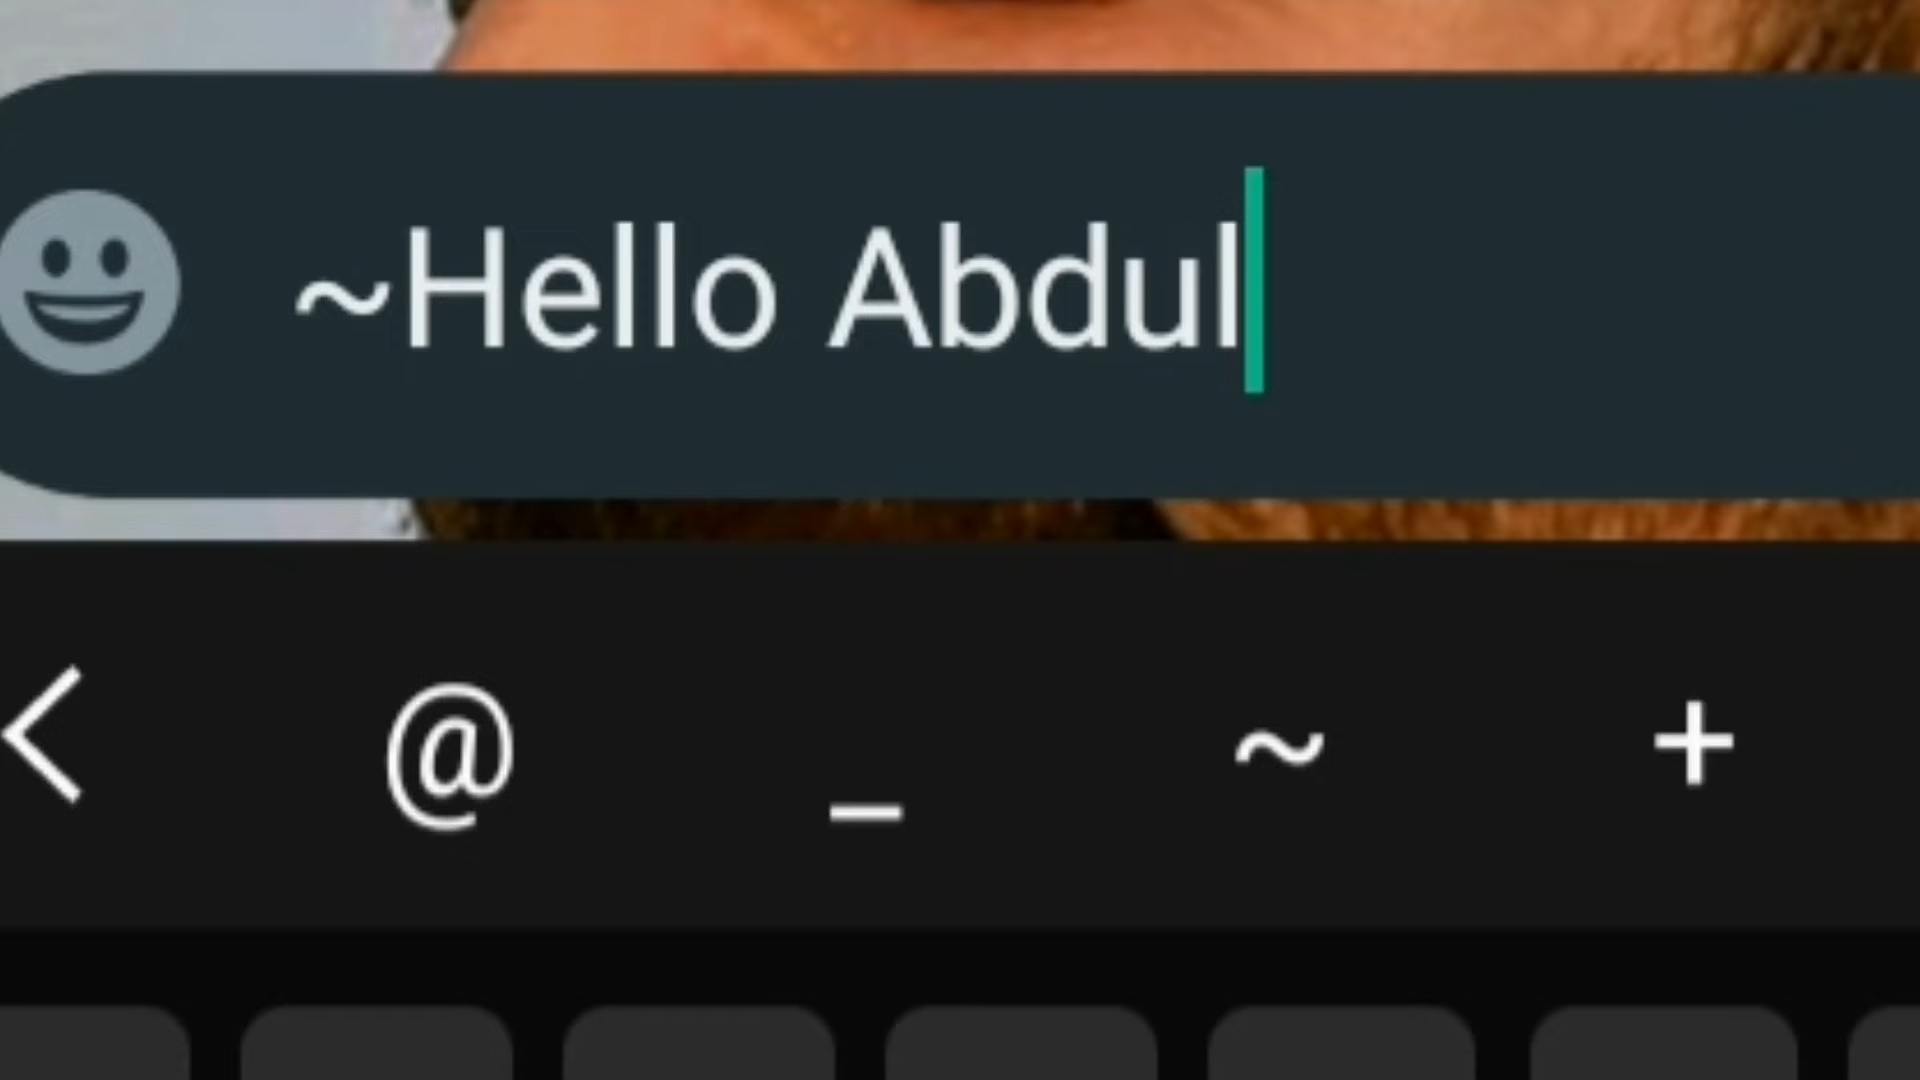 ~Hello Abdul
@ _ ~ +